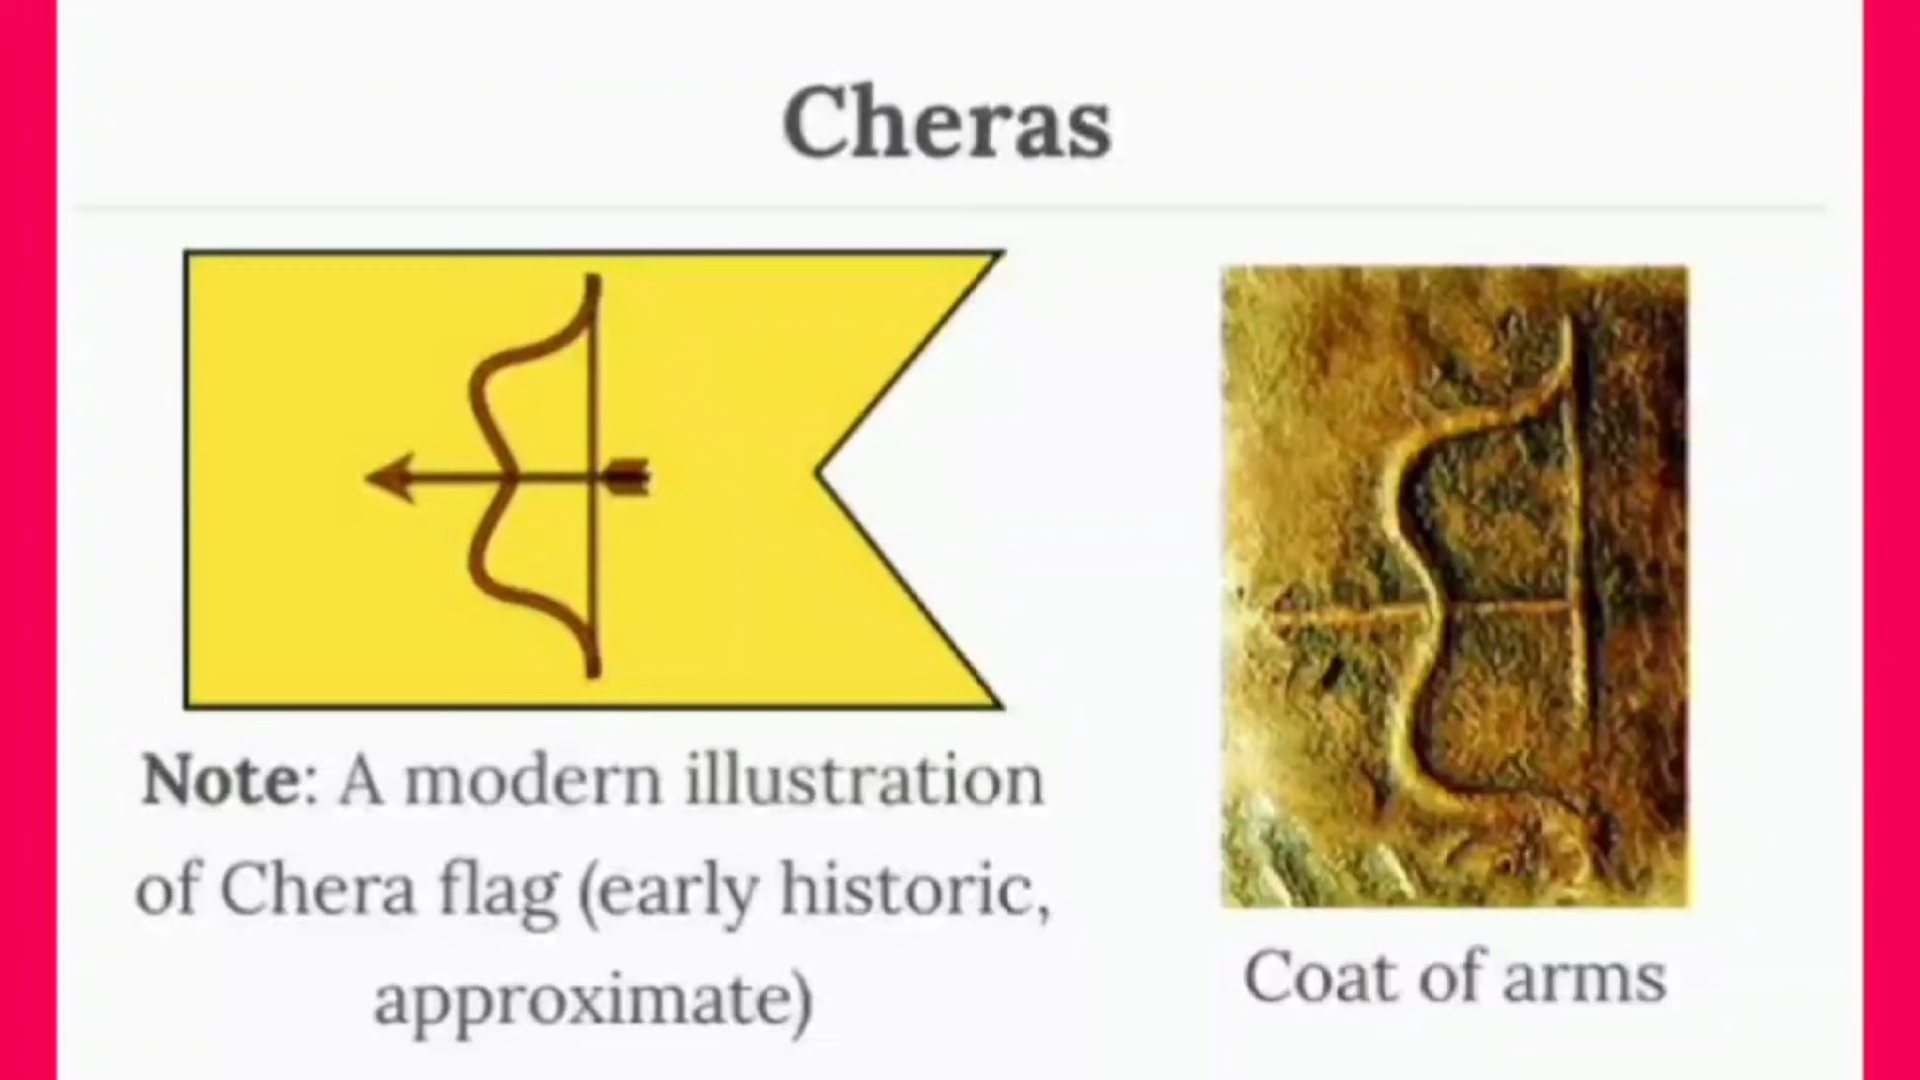 Cheras
Note: A modern illustration
of Chera flag (early historic,
approximate)
Coat of arms